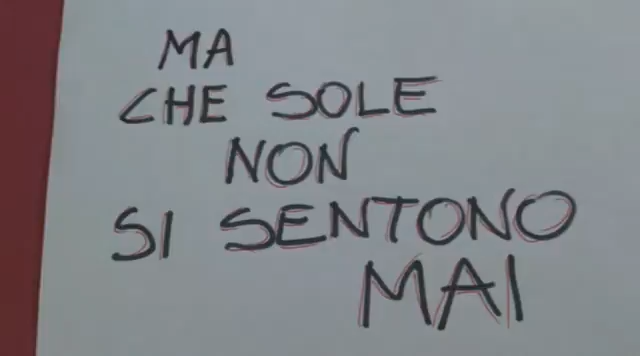 MA
CHE SOLE
NON
SI SENTONO
MAI